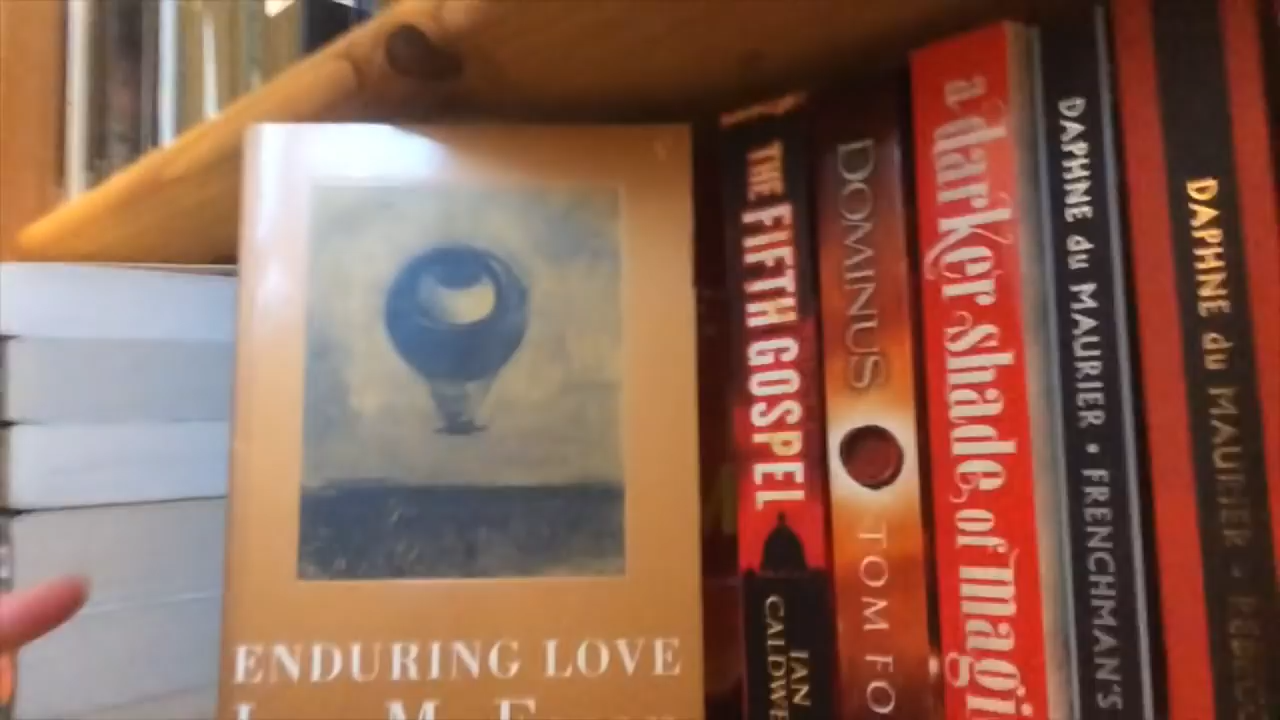 ENDURING LOVE
THE FIFTH GOSPEL
IAN
DOMINUS
TOM FO
a darker shade of magi
DAPHNE du MAURIER • FRENCHMAN'S
DAPHNE du MAURIER •